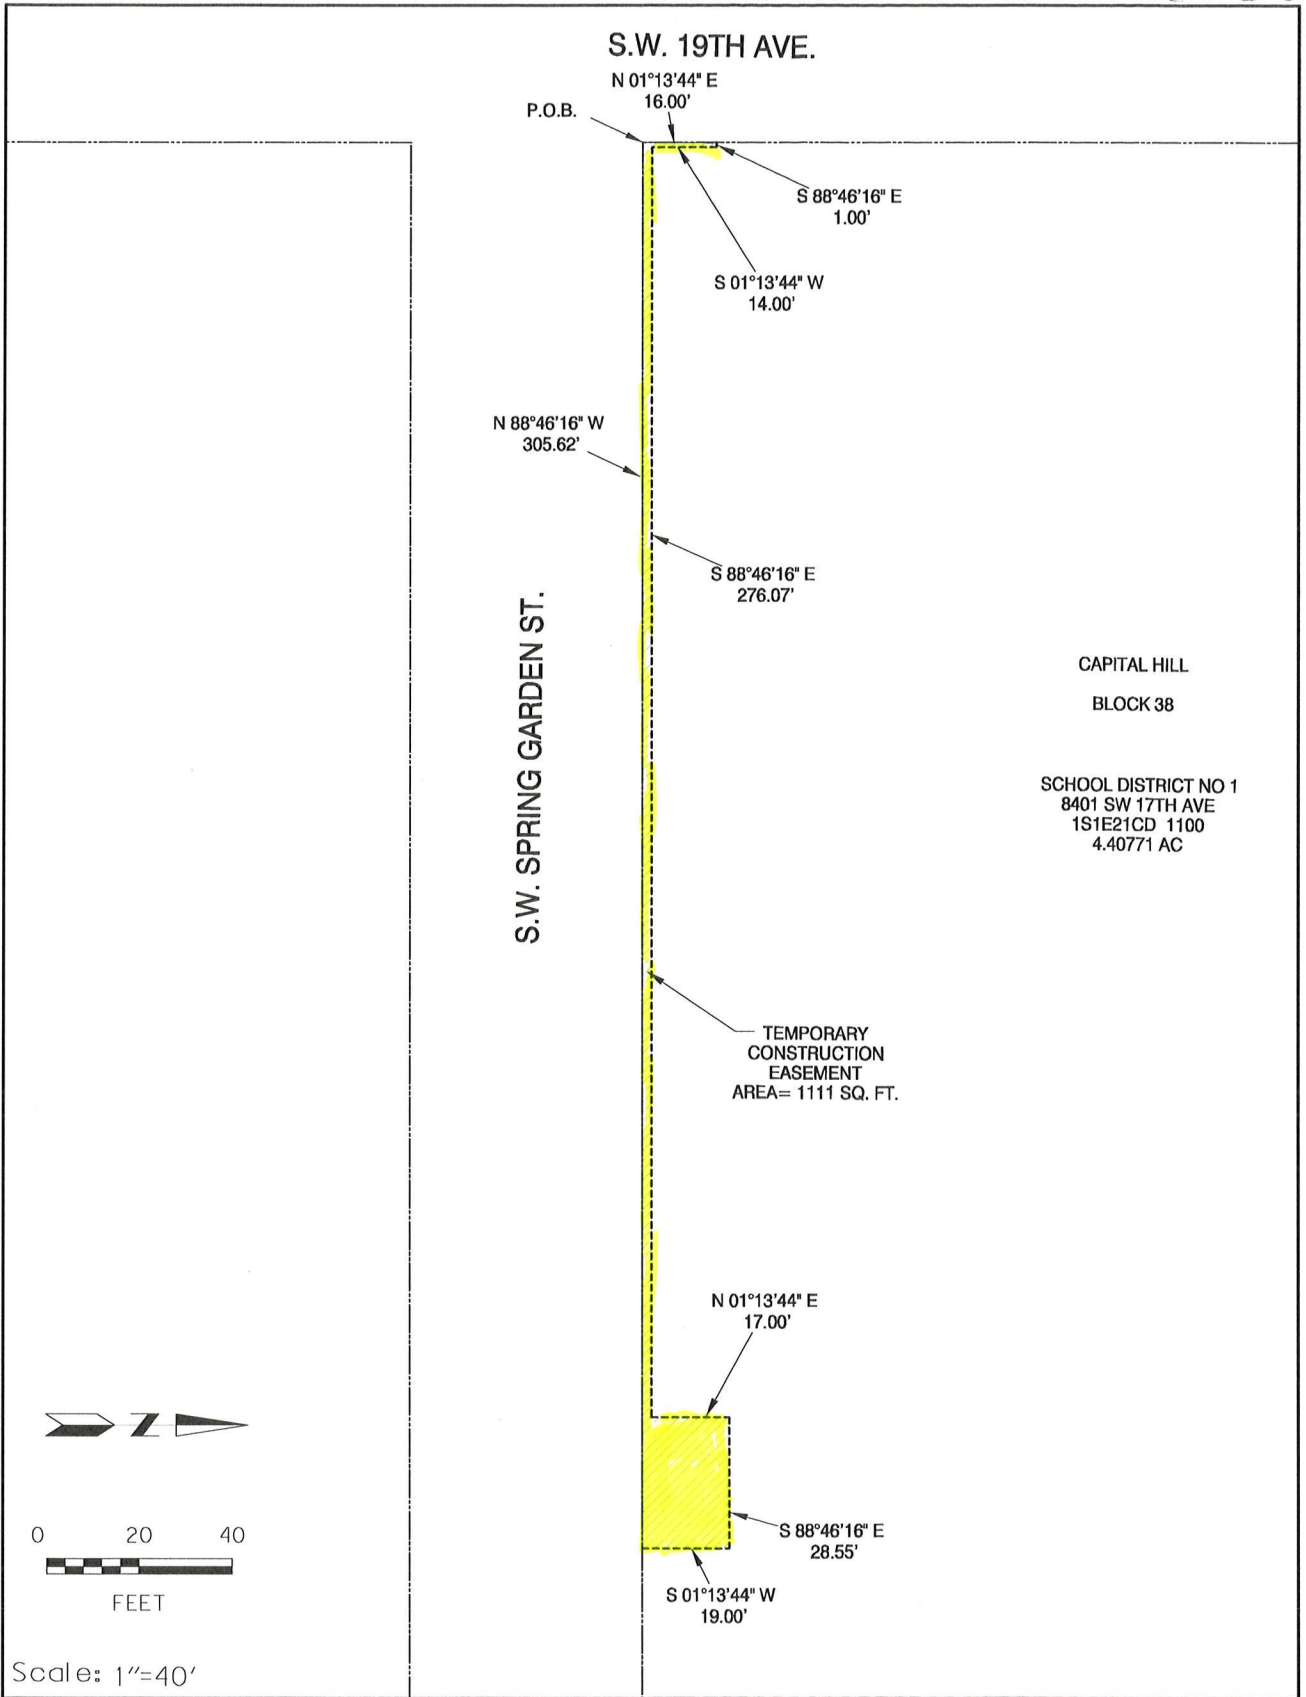 S.W. 19TH AVE.
N 01°13'44" E
16.00'
P.O.B.
S 88°46'16" E
1.00'
S 01°13'44" W
14.00'
N 88°46'16" W
305.62'
S 88°46'16" E
276.07'
S.W. SPRING GARDEN ST.
CAPITAL HILL
BLOCK 38
SCHOOL DISTRICT NO 1
8401 SW 17TH AVE
1S1E21CD 1100
4.40771 AC
TEMPORARY
CONSTRUCTION
EASEMENT
AREA= 1111 SQ. FT.
N 01°13'44" E
17.00'
Z
S 88°46'16" E
28.55'
S 01°13'44" W
19.00'
0 20 40
FEET
Scale: 1"=40'